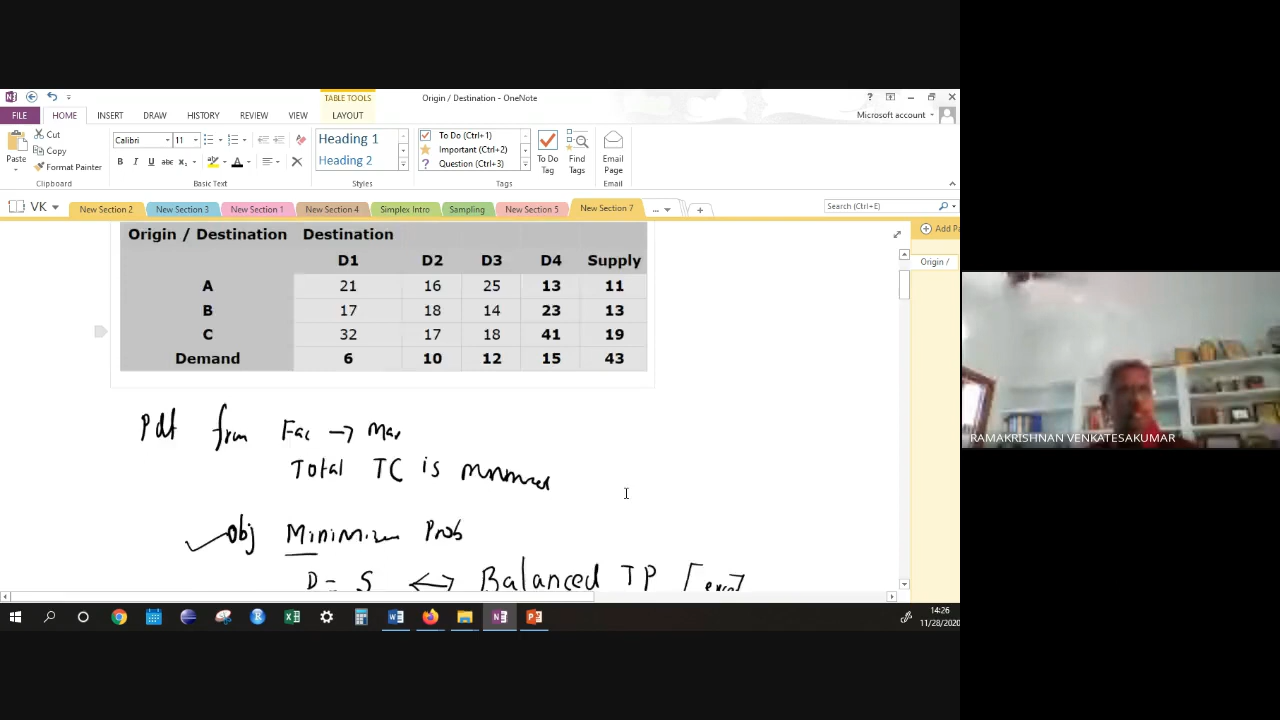 TABLE TOOLS
Origin / Destination - OneNote
FILE HOME INSERT DRAW HISTORY REVIEW VIEW LAYOUT
Microsoft account
Paste
Cut
Copy
Format Painter
Clipboard
Calibri 11
B I U abc X₂ A
Basic Text
Heading 1
Heading 2
Styles
To Do (Ctrl+1)
Important (Ctrl+2)
Question (Ctrl+3)
Tags
To Do Tag
Find Tags
Email Page
Email
VK
New Section 2 New Section 3 New Section 1 New Section 4 Simplex Intro Sampling New Section 5 New Section 7 ...
Search (Ctrl+E)
Add Pa
Origin /
Origin / Destination Destination
D1 D2 D3 D4 Supply
A 21 16 25 13 11
B 17 18 14 23 13
C 32 17 18 41 19
Demand 6 10 12 15 43
Pdt from Fac → Mar
Total TC is
Obj Minimize Prob
D = S ↔ Balanced TP
RAMAKRISHNAN VENKATESAKUMAR
14:26
11/28/2020